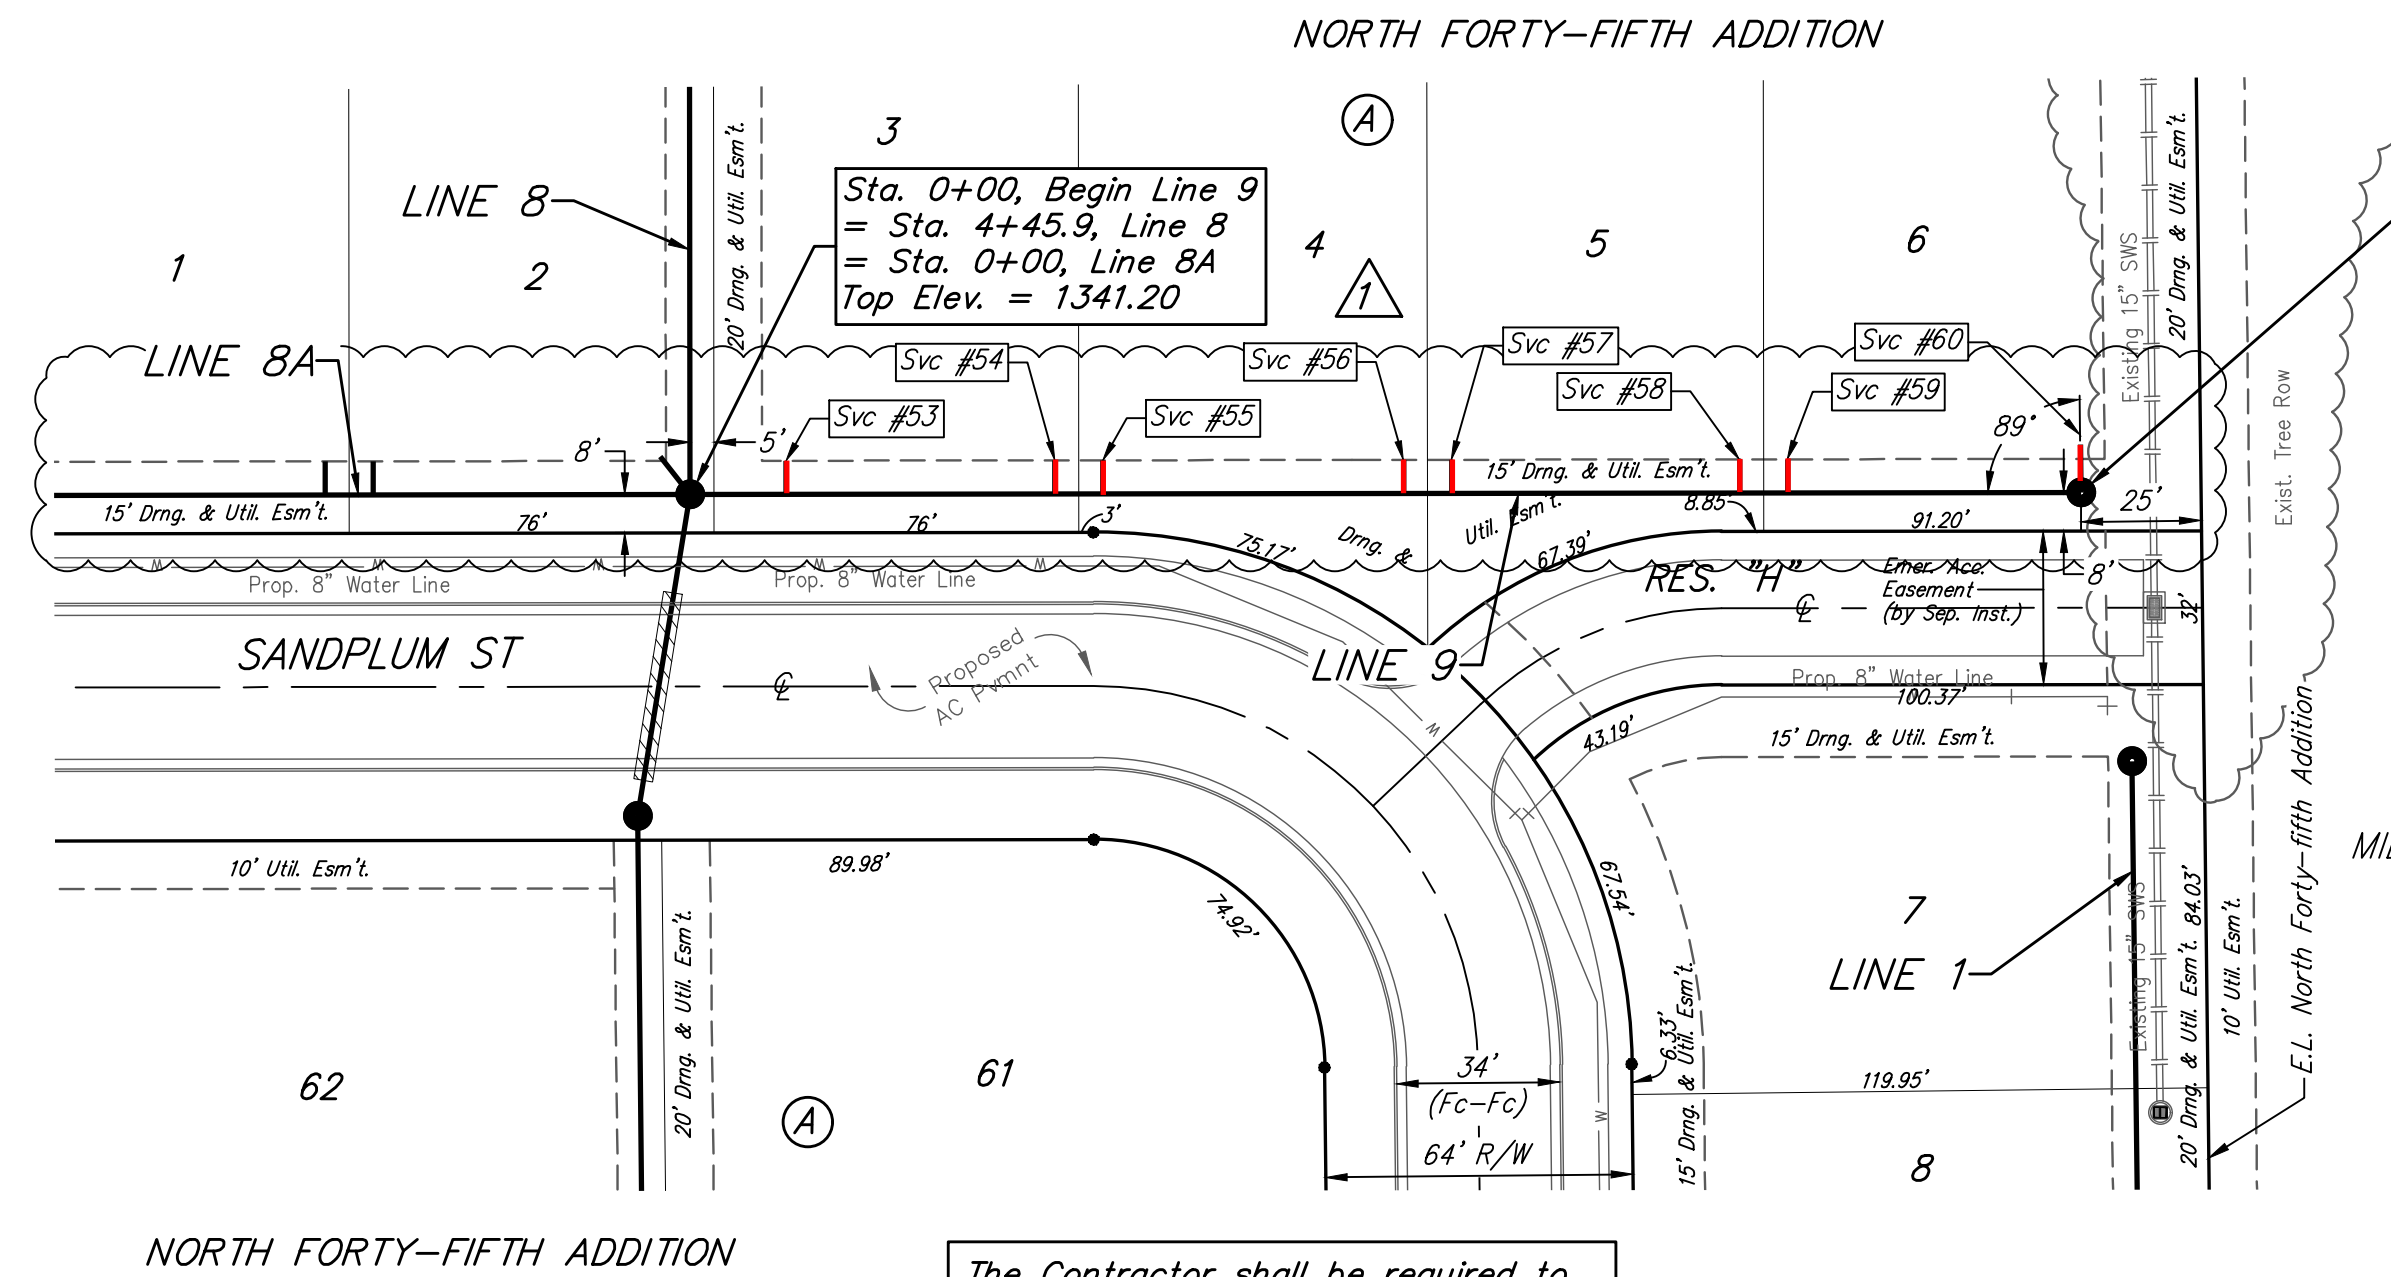 NORTH FORTY-FIFTH ADDITION
A
3
LINE 8
Sta. 0+00, Begin Line 9
= Sta. 4+45.9, Line 8
= Sta. 0+00, Line 8A
Top Elev. = 1341.20
20' Drng. & Util. Esm't.
20' Drng. & Util. Esm't.
Existing 15" SWS
1
2
4
1
5
6
LINE 8A
Svc #54
Svc #56
Svc #57
Svc #60
Svc #53
Svc #55
Svc #58
Svc #59
8'
5'
89°
15' Drng. & Util. Esm't.
15' Drng. & Util. Esm't.
25'
Exist. Tree Row
76'
76'
3'
75.17'
Drng. &
Util. Esm't.
67.39'
8.85'
91.20'
W
W
W
W
W
Prop. 8" Water Line
Prop. 8" Water Line
RES. "H"
Emer. Acc.
Easement
(by Sep. Inst.)
8'
32'
℄
SANDPLUM ST
℄
Proposed
AC Pvmnt
LINE 9
Prop. 8" Water Line
W
100.37'
W
43.19'
15' Drng. & Util. Esm't.
10' Util. Esm't.
89.98'
74.92'
67.54'
7
LINE 1
Existing 15" SWS
20' Drng. & Util. Esm't.
84.03'
10' Util. Esm't.
E.L. North Forty-fifth Addition
20' Drng. & Util. Esm't.
62
A
61
34'
(Fc-Fc)
64' R/W
W
6.33'
15' Drng. & Util. Esm't.
119.95'
8
NORTH FORTY-FIFTH ADDITION
The Contractor shall be required to